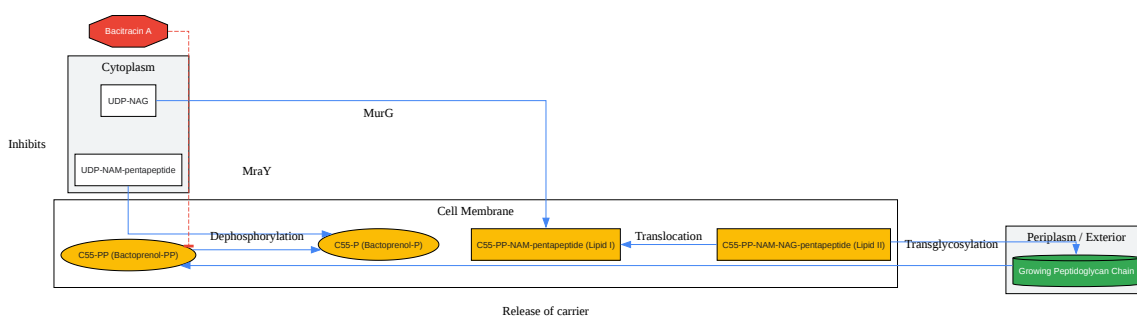 Bacitracin A
Cytoplasm
UDP-NAG
MurG
Inhibits
UDP-NAM-pentapeptide
MraY
Cell Membrane
C55-PP (Bactoprenol-PP)
Dephosphorylation
C55-P (Bactoprenol-P)
C55-PP-NAM-pentapeptide (Lipid I)
Translocation
C55-PP-NAM-NAG-pentapeptide (Lipid II)
Transglycosylation
Periplasm / Exterior
Growing Peptidoglycan Chain
Release of carrier